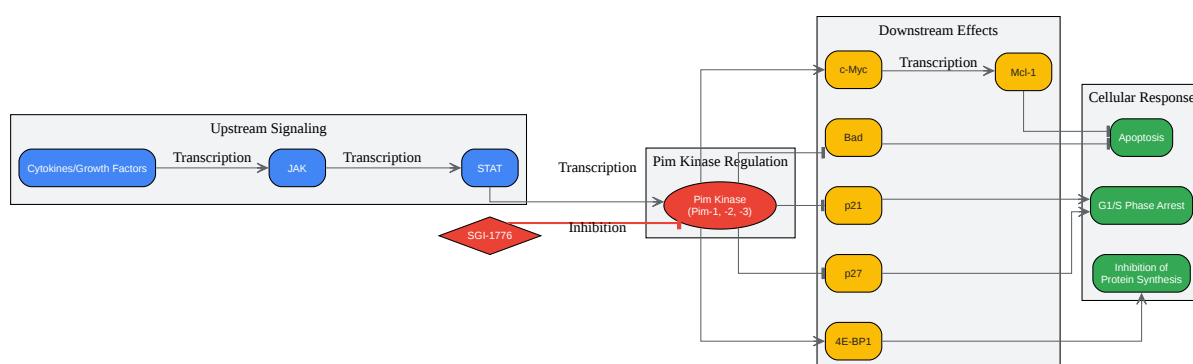 Upstream Signaling
Cytokines/Growth Factors
Transcription
JAK
Transcription
STAT
Transcription
SGI-1776
Inhibition
Pim Kinase Regulation
Pim Kinase
(Pim-1, -2, -3)
Downstream Effects
c-Myc
Transcription
Mcl-1
Bad
p21
p27
4E-BP1
Cellular Response
Apoptosis
G1/S Phase Arrest
Inhibition of
Protein Synthesis